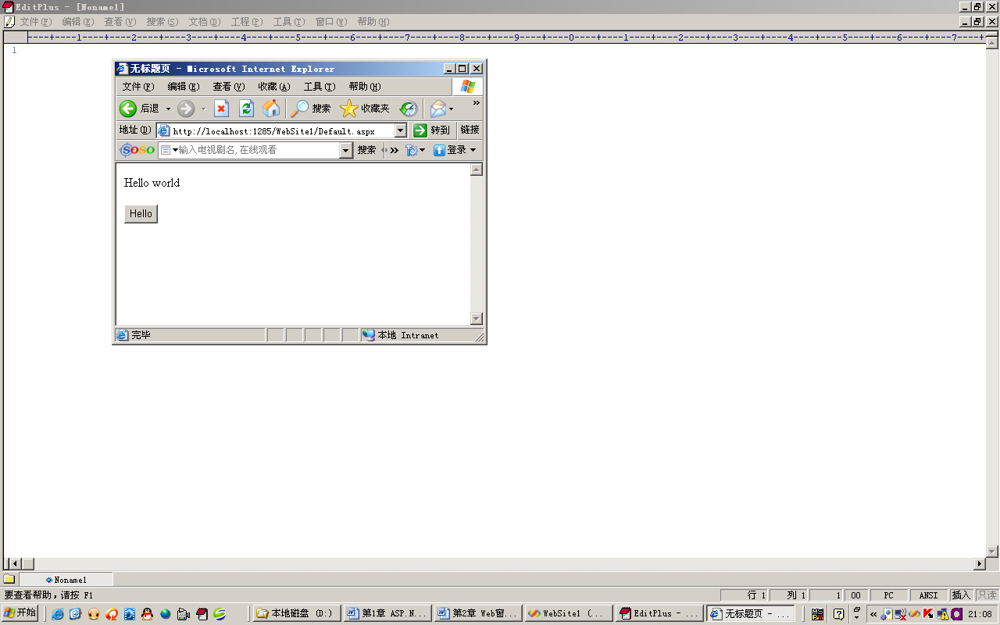 EditPlus - [Noname1]
文件(F) 编辑(E) 查看(V) 搜索(S) 文档(D) 工程(P) 工具(T) 窗口(W) 帮助(H)
----+----1----+----2----+----3----+----4----+----5----+----6----+----7----+----8----+----9----+----0----+----1----+----2----+----3----+----4----+----5----+----6----+----7--+
1
无标题页 - Microsoft Internet Explorer
文件(F) 编辑(E) 查看(V) 收藏(A) 工具(T) 帮助(H)
后退 搜索 收藏夹 »
地址(D) http://localhost:1285/WebSite1/Default.aspx 转到 链接
SOSO 输入电视剧名,在线观看 搜索 » 登录
Hello world
Hello
完毕 本地 Intranet
Noname1
要查看帮助，请按 F1 行 1 列 1 1 00 PC ANSI 插入 只读
开始 本地磁盘 (D:) 第1章 ASP.N... 第2章 Web窗... WebSite1 (... EditPlus - ... 无标题页 - ... « 21:08